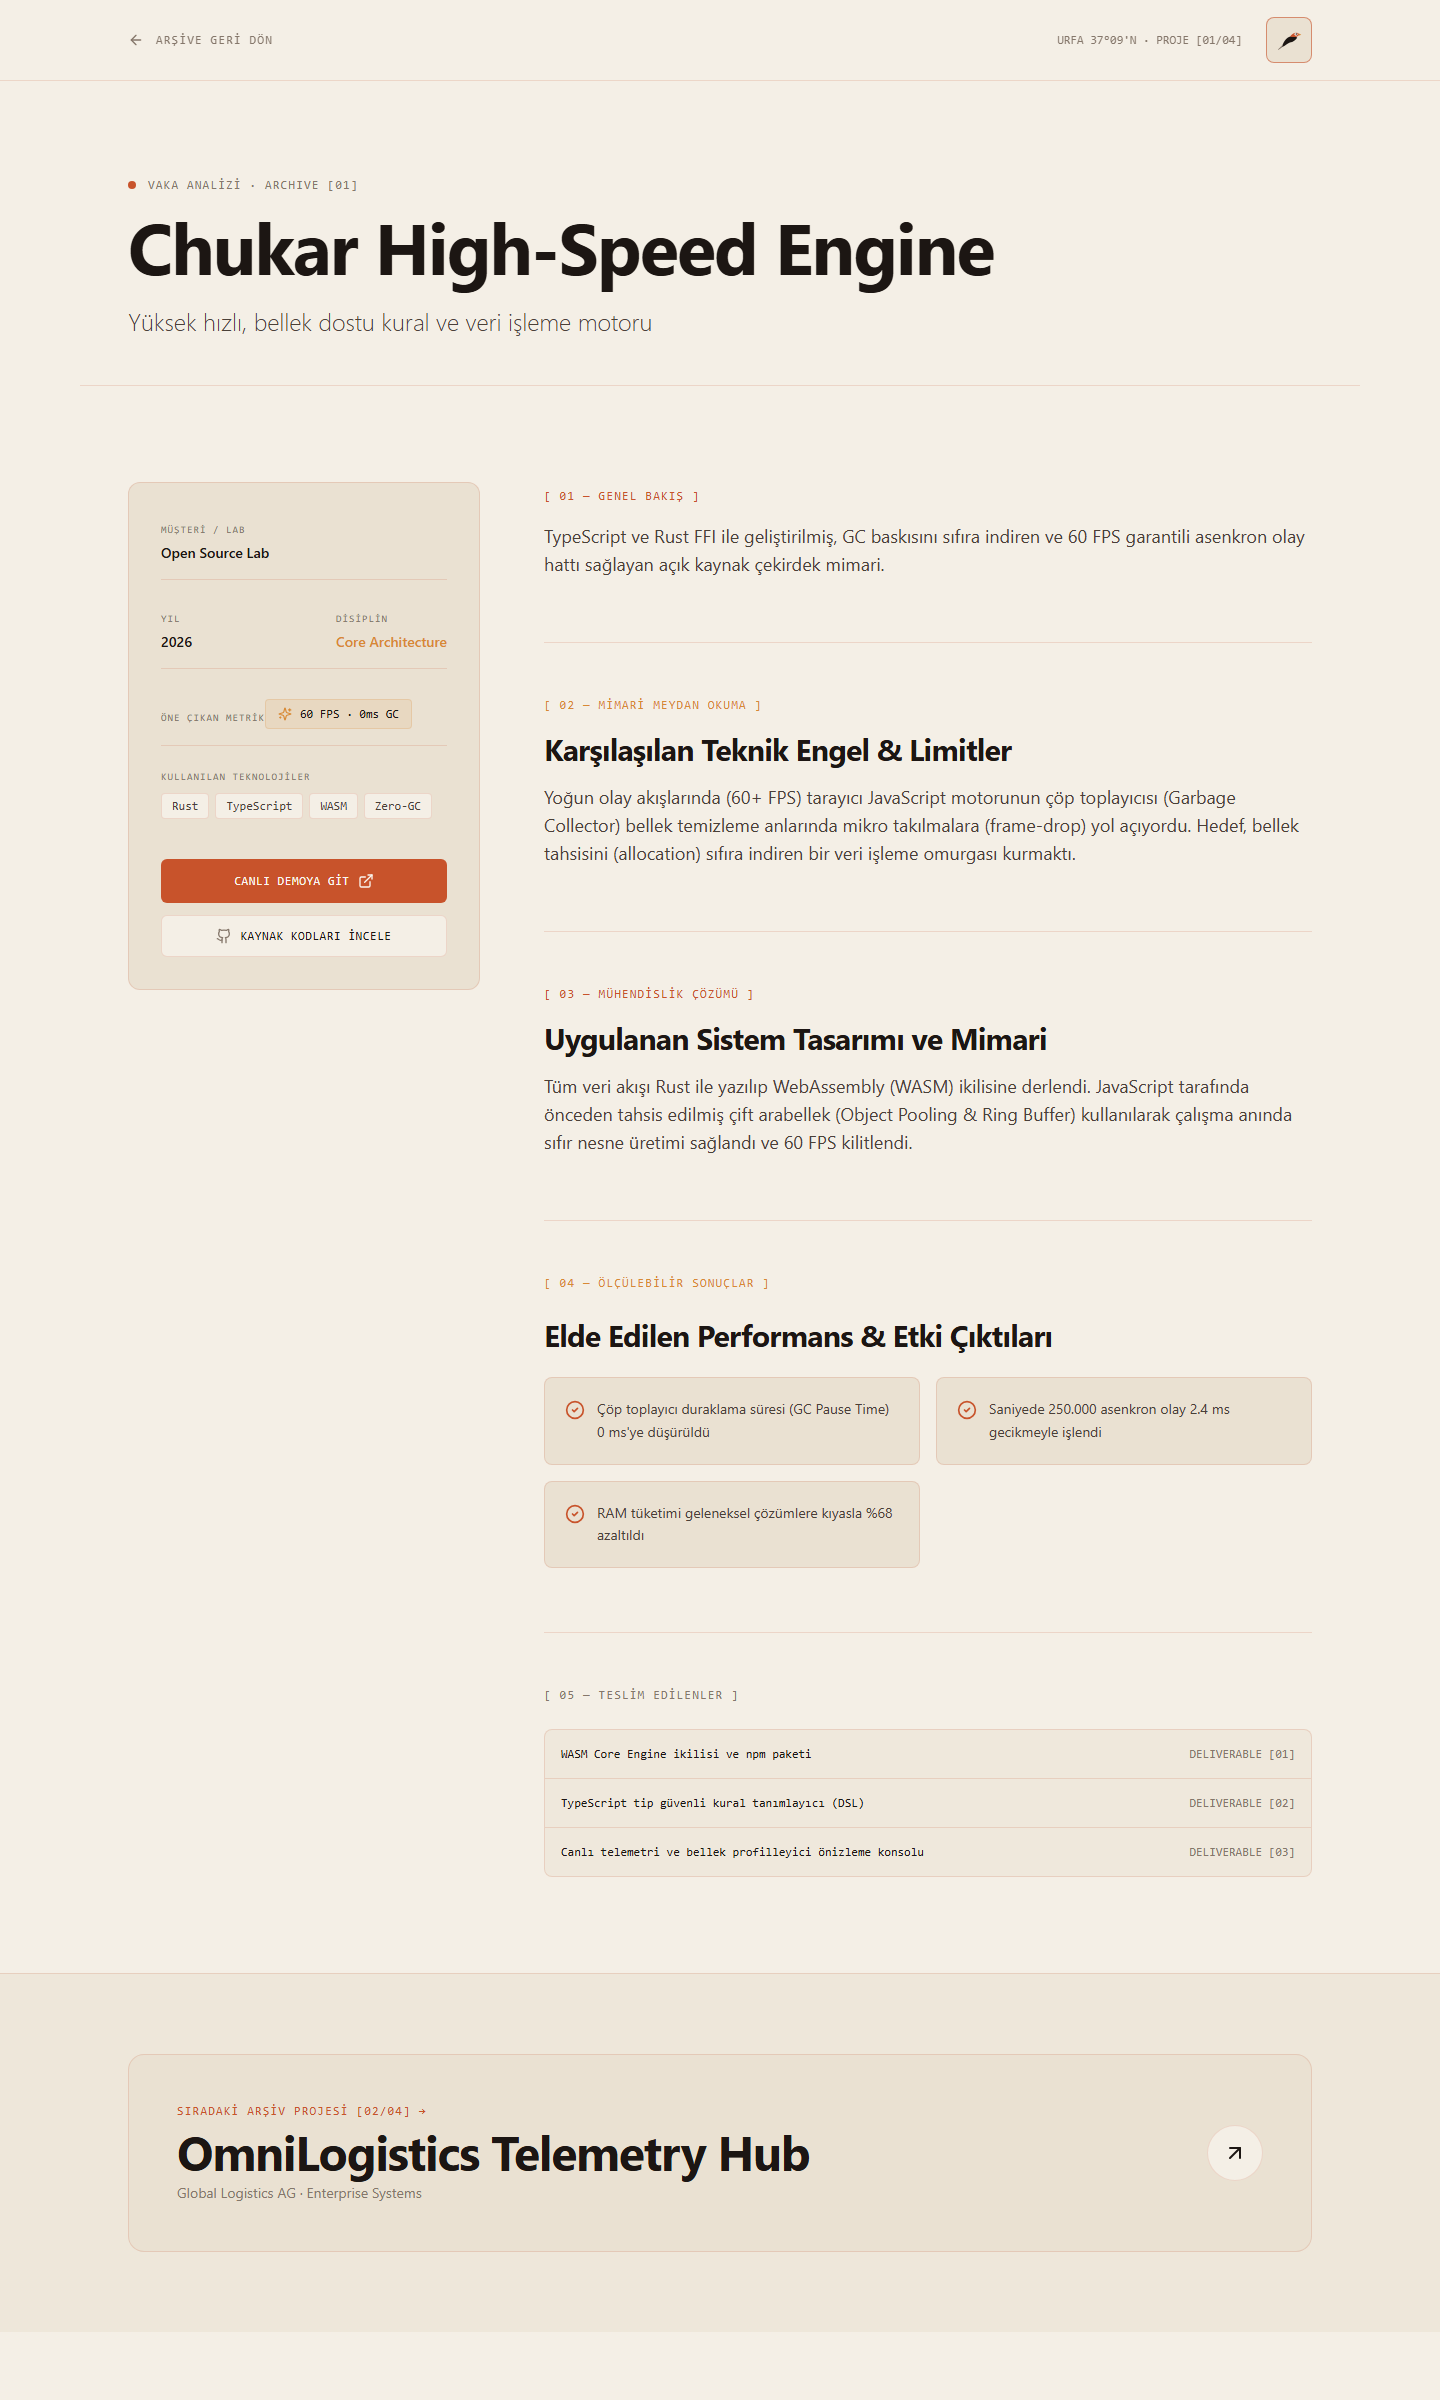 ARŞİVE GERİ DÖN
URFA 37°09'N · PROJE [01/04]
VAKA ANALİZİ · ARCHIVE [01]
Chukar High-Speed Engine
Yüksek hızlı, bellek dostu kural ve veri işleme motoru
MÜŞTERİ / LAB
Open Source Lab
YIL
2026
DİSİPLİN
Core Architecture
ÖNE ÇIKAN METRİK
60 FPS · 0ms GC
KULLANILAN TEKNOLOJİLER
Rust
TypeScript
WASM
Zero-GC
CANLI DEMOYA GİT
KAYNAK KODLARI İNCELE
[ 01 — GENEL BAKIŞ ]
TypeScript ve Rust FFI ile geliştirilmiş, GC baskısını sıfıra indiren ve 60 FPS garantili asenkron olay
hattı sağlayan açık kaynak çekirdek mimari.
[ 02 — MİMARİ MEYDAN OKUMA ]
Karşılaşılan Teknik Engel & Limitler
Yoğun olay akışlarında (60+ FPS) tarayıcı JavaScript motorunun çöp toplayıcısı (Garbage
Collector) bellek temizleme anlarında mikro takılmalara (frame-drop) yol açıyordu. Hedef, bellek
tahsisini (allocation) sıfıra indiren bir veri işleme omurgası kurmaktı.
[ 03 — MÜHENDİSLİK ÇÖZÜMÜ ]
Uygulanan Sistem Tasarımı ve Mimari
Tüm veri akışı Rust ile yazılıp WebAssembly (WASM) ikilisine derlendi. JavaScript tarafında
önceden tahsis edilmiş çift arabellek (Object Pooling & Ring Buffer) kullanılarak çalışma anında
sıfır nesne üretimi sağlandı ve 60 FPS kilitlendi.
[ 04 — ÖLÇÜLEBİLİR SONUÇLAR ]
Elde Edilen Performans & Etki Çıktıları
Çöp toplayıcı duraklama süresi (GC Pause Time)
0 ms'ye düşürüldü
Saniyede 250.000 asenkron olay 2.4 ms
gecikmeyle işlendi
RAM tüketimi geleneksel çözümlere kıyasla %68
azaltıldı
[ 05 — TESLİM EDİLENLER ]
WASM Core Engine ikilisi ve npm paketi
DELIVERABLE [01]
TypeScript tip güvenli kural tanımlayıcı (DSL)
DELIVERABLE [02]
Canlı telemetri ve bellek profilleyici önizleme konsolu
DELIVERABLE [03]
SIRADAKİ ARŞİV PROJESİ [02/04] →
OmniLogistics Telemetry Hub
Global Logistics AG · Enterprise Systems